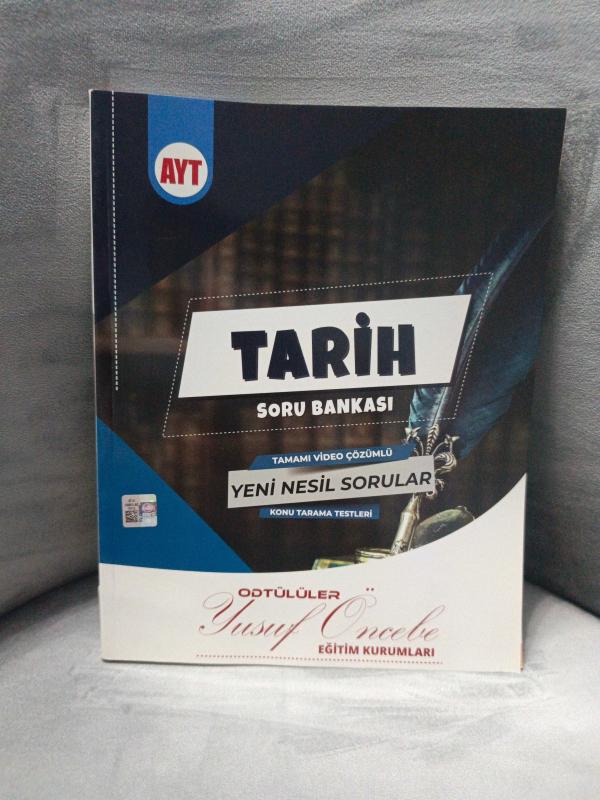 AYT
TARİH
SORU BANKASI
TAMAMI VİDEO ÇÖZÜMLÜ
YENİ NESİL SORULAR
KONU TARAMA TESTLERİ
ODTÜLÜLER
Yusuf Öncebe
EĞİTİM KURUMLARI